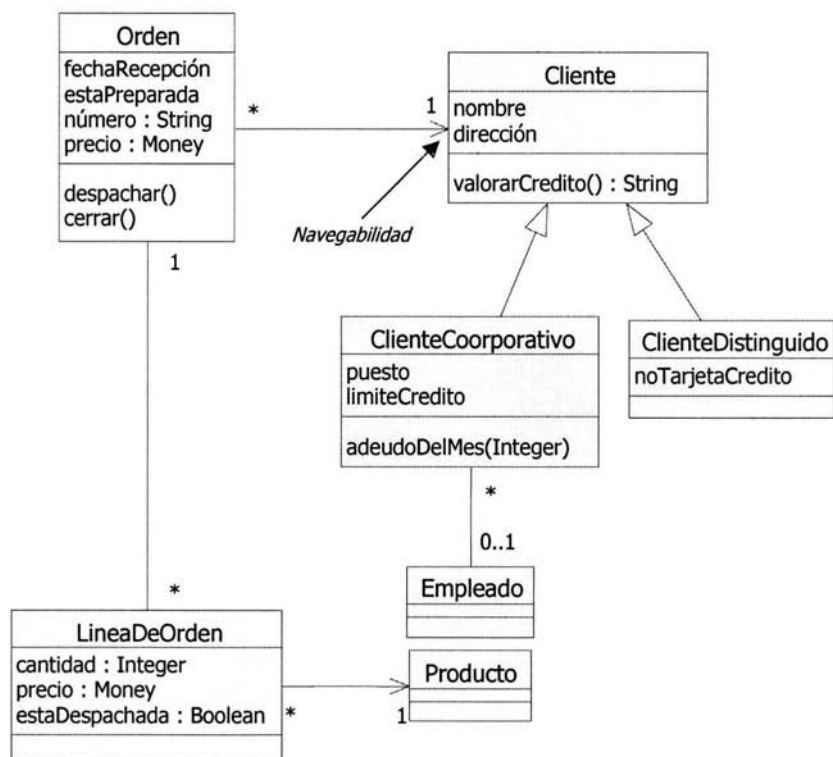 Orden
fechaRecepción
estaPreparada
número : String
precio : Money
despachar()
cerrar()
*
1
Cliente
nombre
dirección
valorarCredito() : String
Navegabilidad
1
ClienteCoorporativo
puesto
limiteCredito
adeudoDelMes(Integer)
ClienteDistinguido
noTarjetaCredito
*
0..1
Empleado
*
LineaDeOrden
cantidad : Integer
precio : Money
estaDespachada : Boolean
*
1
Producto